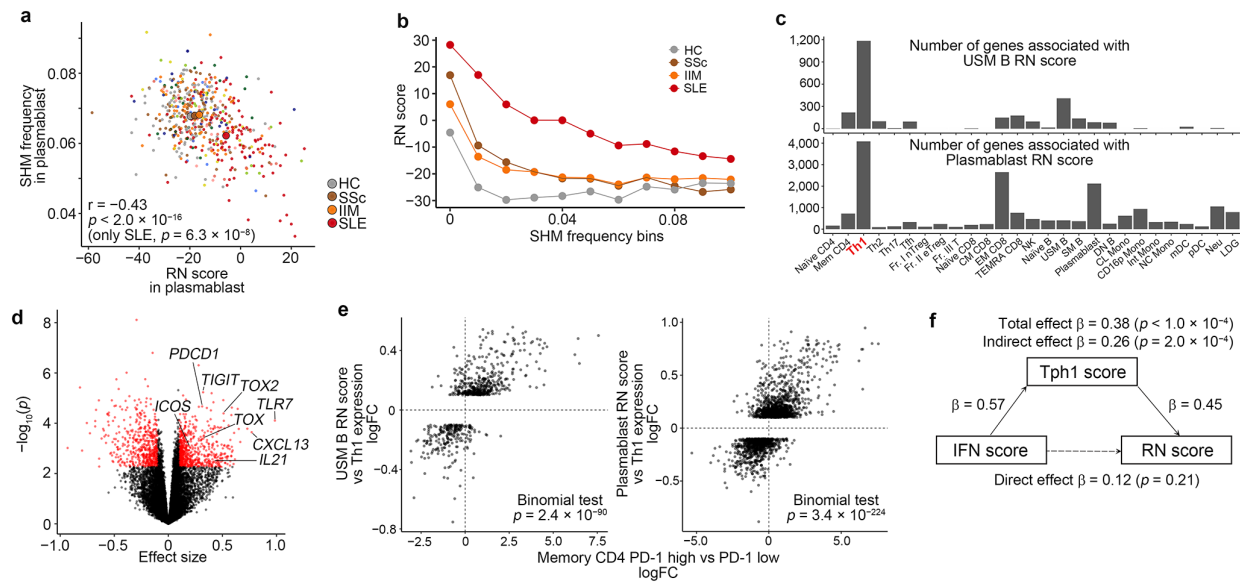 a
SHM frequency
in plasmablast
0.08
0.06
0.04
r = −0.43
p < 2.0 × 10−16
(only SLE, p = 6.3 × 10−8)
HC
SSc
IIM
SLE
−60
−40
−20
0
20
RN score
in plasmablast
b
RN score
30
20
10
0
−10
−20
−30
HC
SSc
IIM
SLE
0
0.04
0.08
SHM frequency bins
c
1,200
900
600
300
0
Number of genes associated with
USM B RN score
4,000
3,000
2,000
1,000
0
Number of genes associated with
Plasmablast RN score
Naïve CD4
Mem CD4
Th1
Th2
Th17
Tfh
Fr. I nTreg
Fr. II eTreg
Fr. III T
Naïve CD8
CM CD8
EM CD8
TEMRA CD8
NK
Naïve B
USM B
SM B
Plasmablast
DN B
CL Mono
CD16p Mono
Int Mono
NC Mono
mDC
pDC
Neu
LDG
d
−log10(p)
8
6
4
2
0
PDCD1
TIGIT
TOX2
ICOS
TLR7
TOX
CXCL13
IL21
−1.0
−0.5
0
0.5
1.0
Effect size
e
USM B RN score
vs Th1 expression
logFC
0.4
0
−0.4
−0.8
Binomial test
p = 2.4 × 10−90
−2.5
0
2.5
5.0
7.5
Plasmablast RN score
vs Th1 expression
logFC
1.0
0.5
0
−0.5
Binomial test
p = 3.4 × 10−224
−5.0
0
5.0
Memory CD4 PD-1 high vs PD-1 low
logFC
f
Total effect β = 0.38 (p < 1.0 × 10−4)
Indirect effect β = 0.26 (p = 2.0 × 10−4)
Tph1 score
β = 0.57
β = 0.45
IFN score
RN score
Direct effect β = 0.12 (p = 0.21)